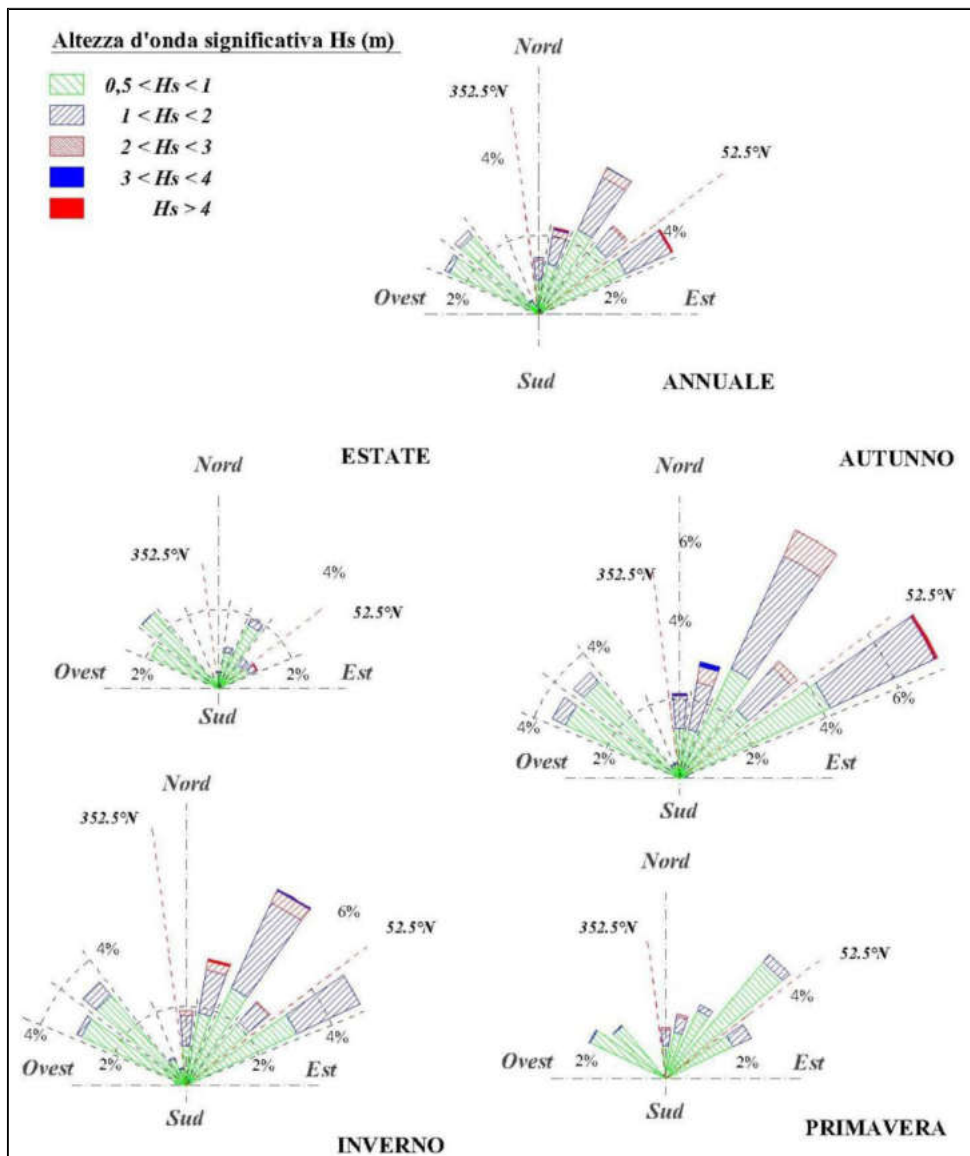 Altezza d'onda significativa Hs (m)
0,5 < Hs < 1
1 < Hs < 2
2 < Hs < 3
3 < Hs < 4
Hs > 4
Nord
352.5°N
4%
52.5°N
4%
Ovest
2%
2%
Est
Sud
ANNUALE
ESTATE
Nord
352.5°N
4%
52.5°N
Ovest
2%
2%
Est
Sud
AUTUNNO
Nord
6%
352.5°N
4%
52.5°N
4%
6%
4%
4%
Ovest
2%
2%
Est
Sud
Nord
352.5°N
6%
52.5°N
4%
4%
4%
Ovest
2%
2%
Est
Sud
INVERNO
Nord
352.5°N
52.5°N
4%
Ovest
2%
2%
Est
Sud
PRIMAVERA